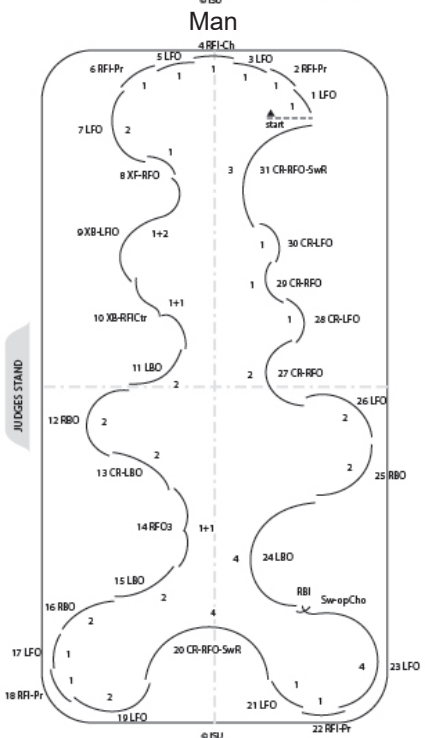 ©ISU
Man
4 RFI-Ch
5 LFO
3 LFO
6 RFI-Pr
2 RFI-Pr
1
1
1
1
1
1
1 LFO
start
7 LFO
2
1
8 XF-RFO
3
31 CR-RFO-SwR
9 XB-LFIO
1+2
1
30 CR-LFO
1
29 CR-RFO
10 XB-RFICtr
1+1
1
28 CR-LFO
11 LBO
2
2
27 CR-RFO
JUDGES STAND
26 LFO
12 RBO
2
2
2
13 CR-LBO
2
25 RBO
14 RFO3
1+1
4
24 LBO
15 LBO
2
RBI
Sw-opCho
16 RBO
2
4
17 LFO
1
20 CR-RFO-SwR
4
23 LFO
18 RFI-Pr
1
2
1
1
19 LFO
21 LFO
22 RFI-Pr
©ISU